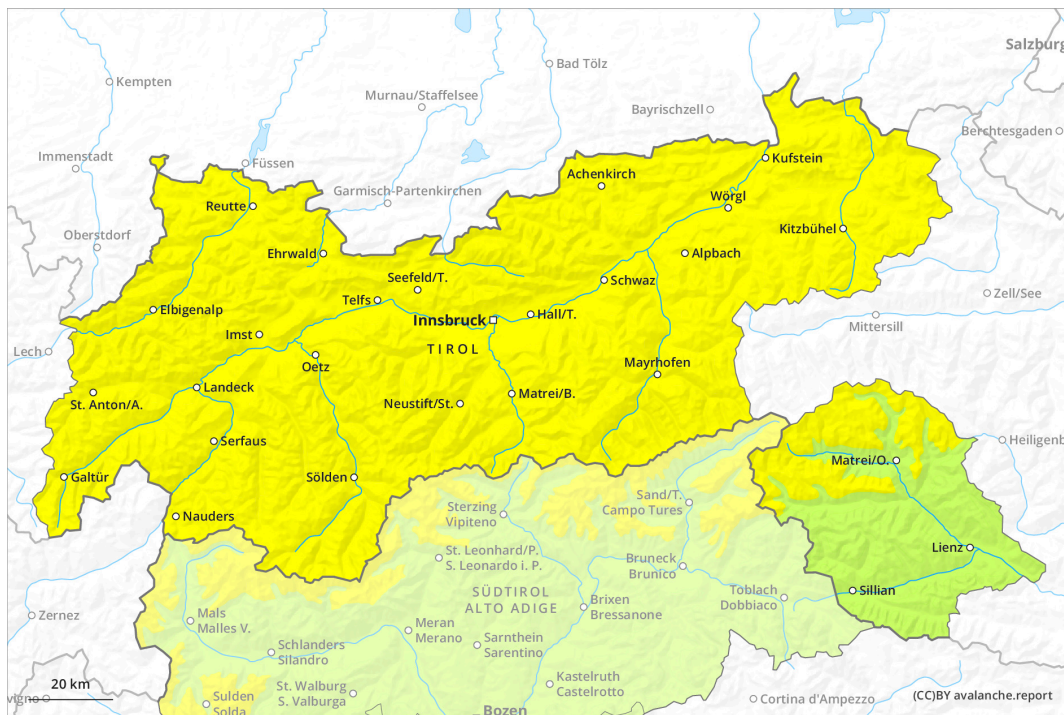 Salzburg
Kempten
Bad Tölz
Murnau/Staffelsee
Bayrischzell
Berchtesgaden
Immenstadt
Füssen
Kufstein
Achenkirch
Garmisch-Partenkirchen
Wörgl
Reutte
Oberstdorf
Kitzbühel
Ehrwald
Alpbach
Seefeld/T.
Schwaz
Telfs
Zell/See
Elbigenalp
Hall/T.
Innsbruck
Mittersill
Imst
TIROL
Lech
Oetz
Mayrhofen
Landeck
St. Anton/A.
Neustift/St.
Matrei/B.
Serfaus
Heiligenb
Matrei/O.
Galtür
Sölden
Sand/T.
Campo Tures
Sterzing
Vipiteno
Nauders
Lienz
St. Leonhard/P.
S. Leonardo i. P.
Bruneck
Brunico
Sillian
SÜDTIROL
ALTO ADIGE
Toblach
Dobbiaco
Brixen
Bressanone
Zernez
Mals
Malles V.
Meran
Merano
Schlanders
Silandro
Sarnthein
Sarentino
20 km
St. Walburg
S. Valburga
Kastelruth
Castelrotto
vigno
Sulden
Solda
Cortina d'Ampezzo
(CC)BY avalanche.report
Bozen